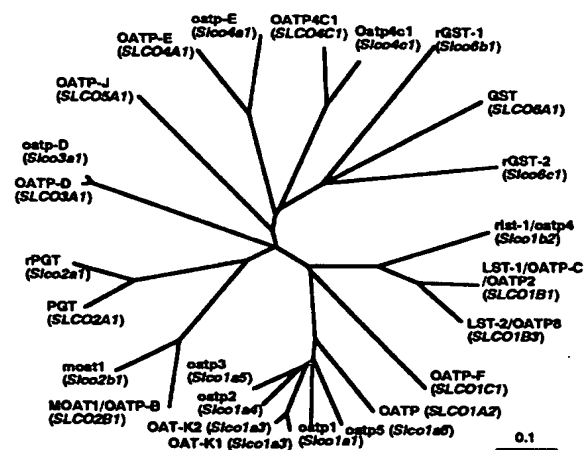 oatp-E
(Slco4a1)
OATP4C1
(SLCO4C1)
Oatp4c1
(Slco4c1)
rGST-1
(Slco6b1)
OATP-E
(SLCO4A1)
OATP-J
(SLCO5A1)
GST
(SLCO6A1)
oatp-D
(Slco3a1)
OATP-D
(SLCO3A1)
rGST-2
(Slco6c1)
rlst-1/oatp4
(Slco1b2)
rPGT
(Slco2a1)
LST-1/OATP-C
/OATP2
(SLCO1B1)
PGT
(SLCO2A1)
LST-2/OATP8
(SLCO1B3)
moat1
(Slco2b1)
oatp3
(Slco1a5)
OATP-F
(SLCO1C1)
oatp2
(Slco1a4)
MOAT1/OATP-B
(SLCO2B1)
OATP (SLCO1A2)
OAT-K2 (Slco1a3)
oatp5 (Slco1a6)
oatp1
(Slco1a1)
OAT-K1 (Slco1a3)
0.1